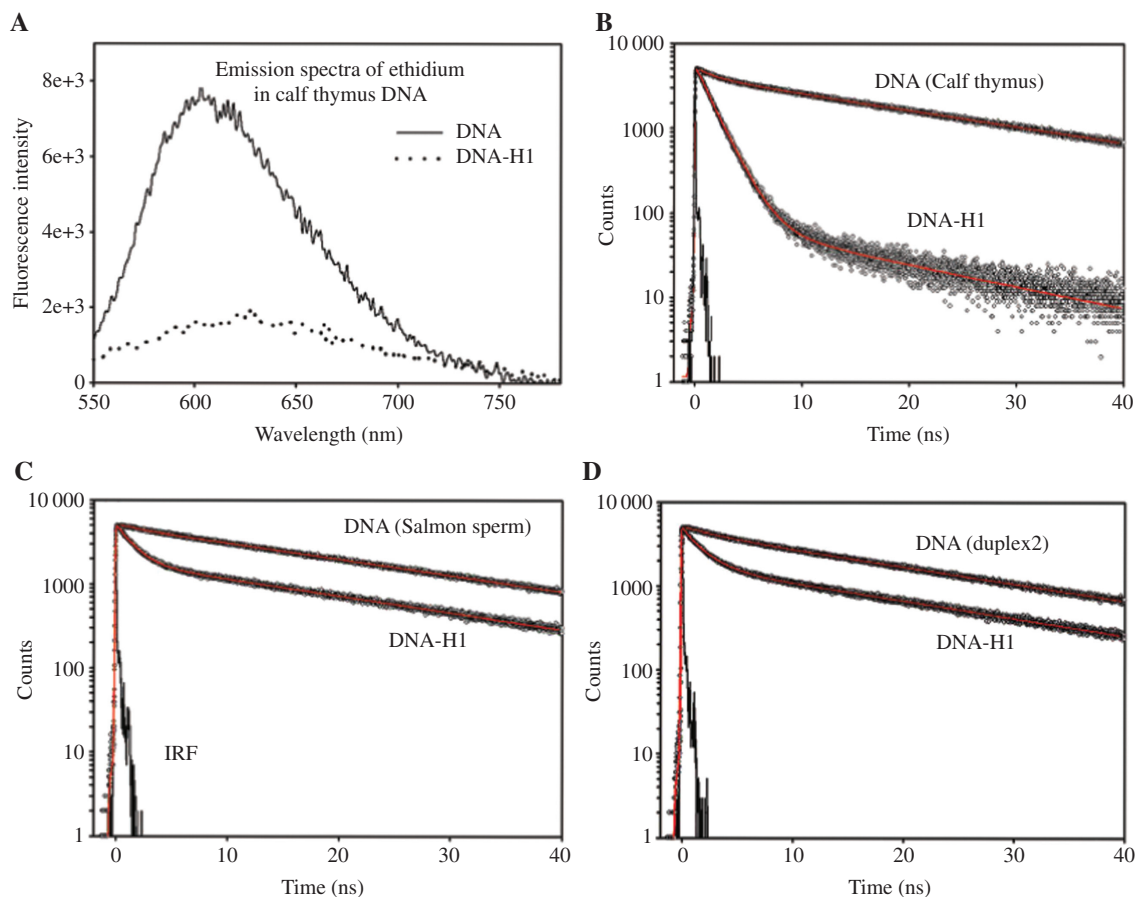 A
Emission spectra of ethidium
in calf thymus DNA
DNA
DNA-H1
Fluorescence intensity
8e+3
6e+3
4e+3
2e+3
0
550
600
650
700
750
Wavelength (nm)
B
10 000
1000
100
10
1
Counts
DNA (Calf thymus)
DNA-H1
0
10
20
30
40
Time (ns)
C
10 000
1000
100
10
1
Counts
DNA (Salmon sperm)
DNA-H1
IRF
0
10
20
30
40
Time (ns)
D
10 000
1000
100
10
1
Counts
DNA (duplex2)
DNA-H1
0
10
20
30
40
Time (ns)